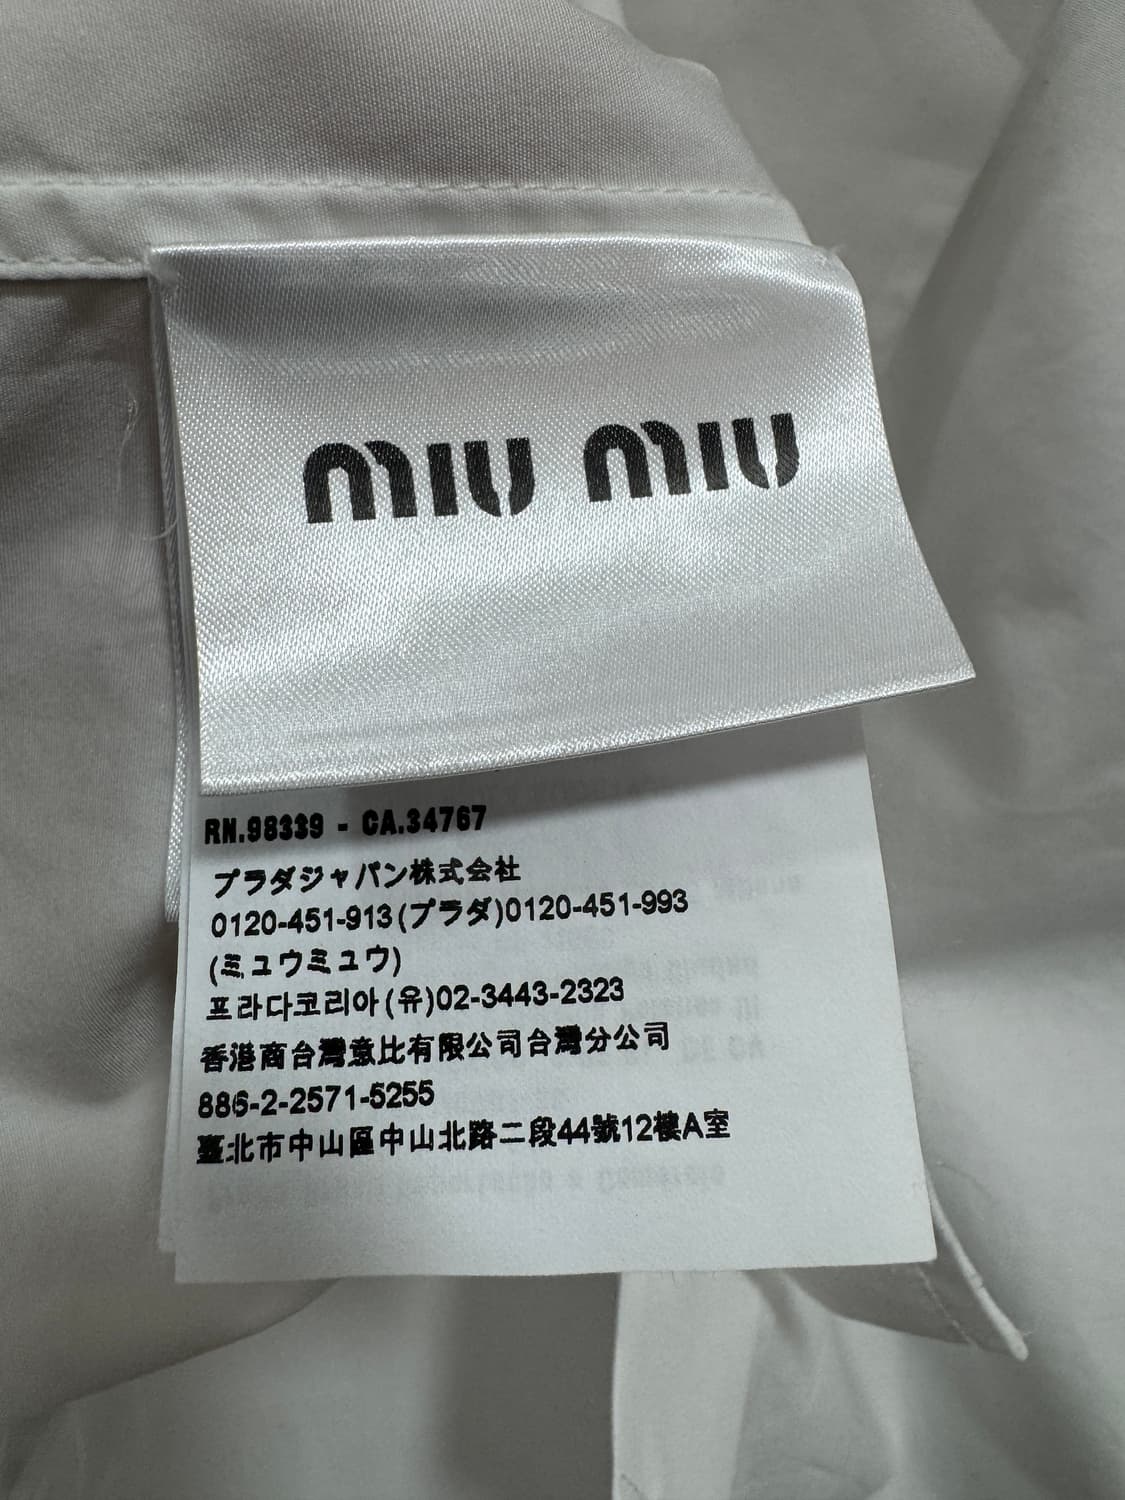 miu miu
RN.98339 - CA.34767
プラダジャパン株式会社
0120-451-913(プラダ)0120-451-993
(ミュウミュウ)
프라다코리아(유)02-3443-2323
香港商台灣意比有限公司台灣分公司
886-2-2571-5255
臺北市中山區中山北路二段44號12樓A室